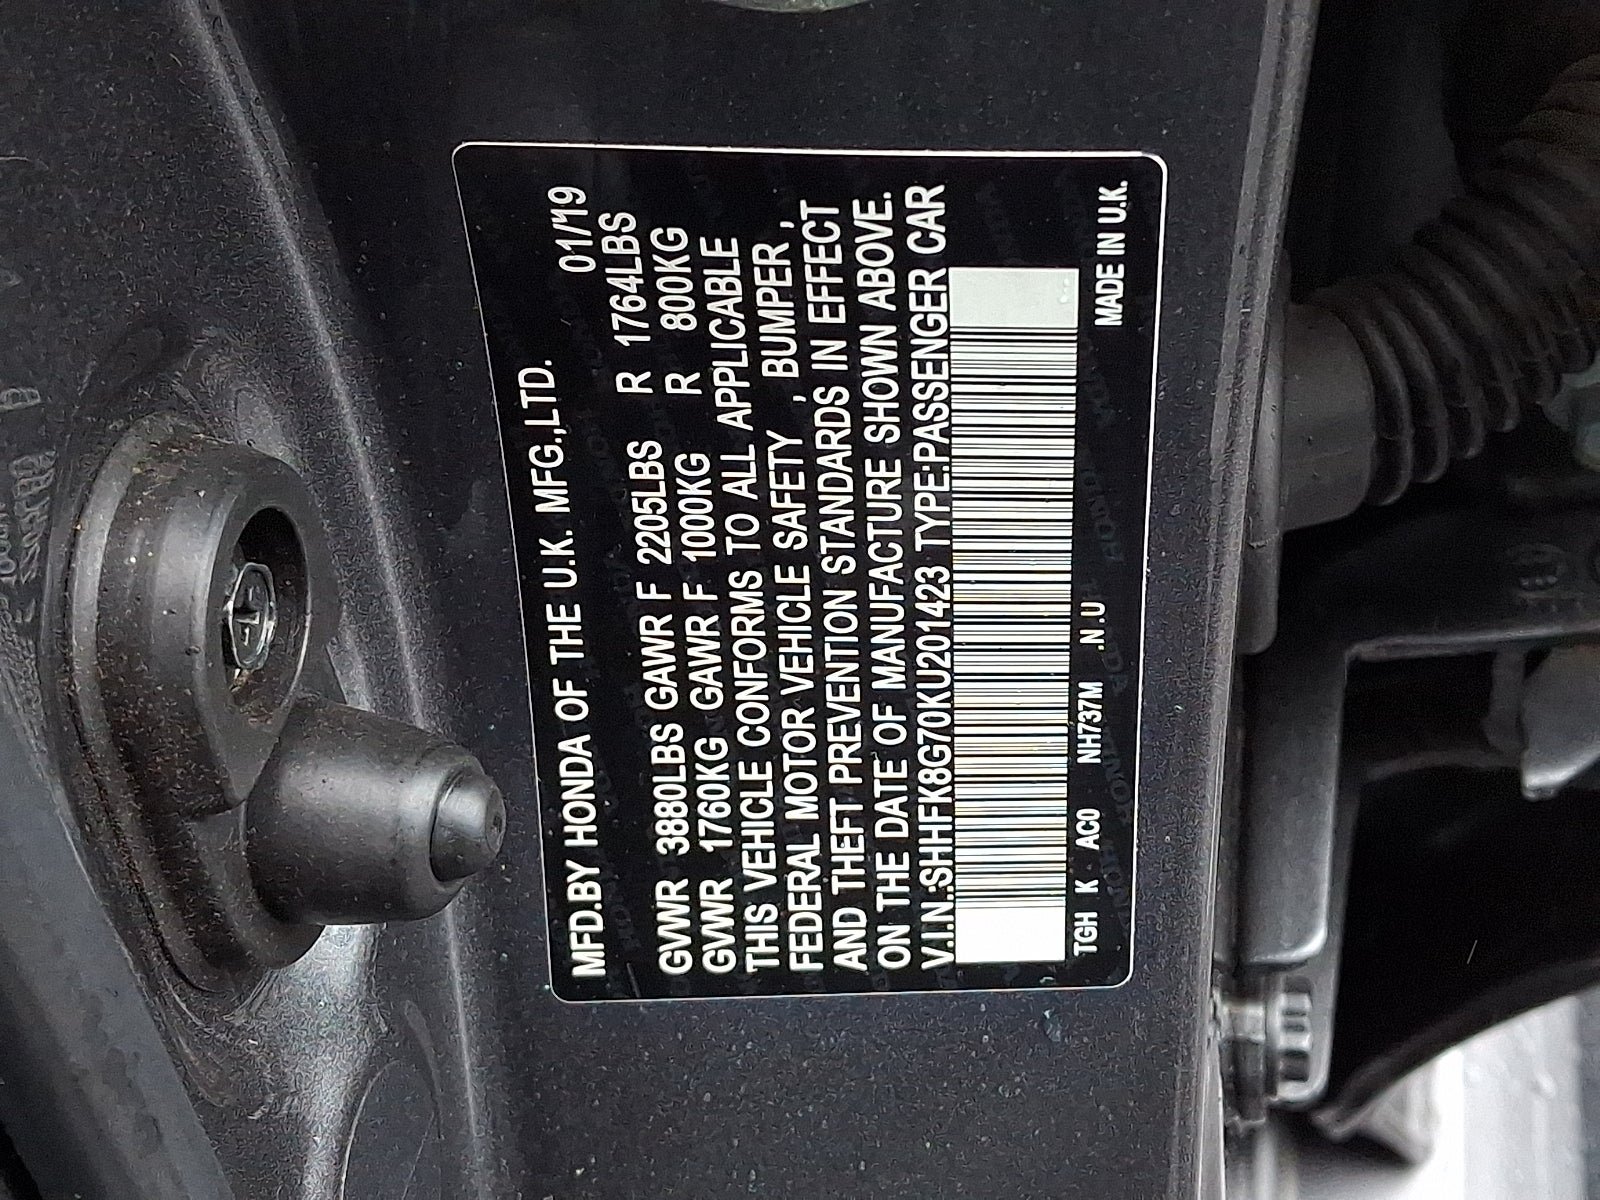 MFD.BY HONDA OF THE U.K. MFG.,LTD. 01/'19
GVWR 3880LBS GAWR F 2205LBS R 1764LBS
GVWR 1760KG GAWR F 1000KG R 800KG
THIS VEHICLE CONFORMS TO ALL APPLICABLE
FEDERAL MOTOR VEHICLE SAFETY , BUMPER ,
AND THEFT PREVENTION STANDARDS IN EFFECT
ON THE DATE OF MANUFACTURE SHOWN ABOVE.
V.I.N.:SHHFK8G70KU201423 TYPE:PASSENGER CAR
TGH K · AC0 NH737M .N.U MADE IN U.K.